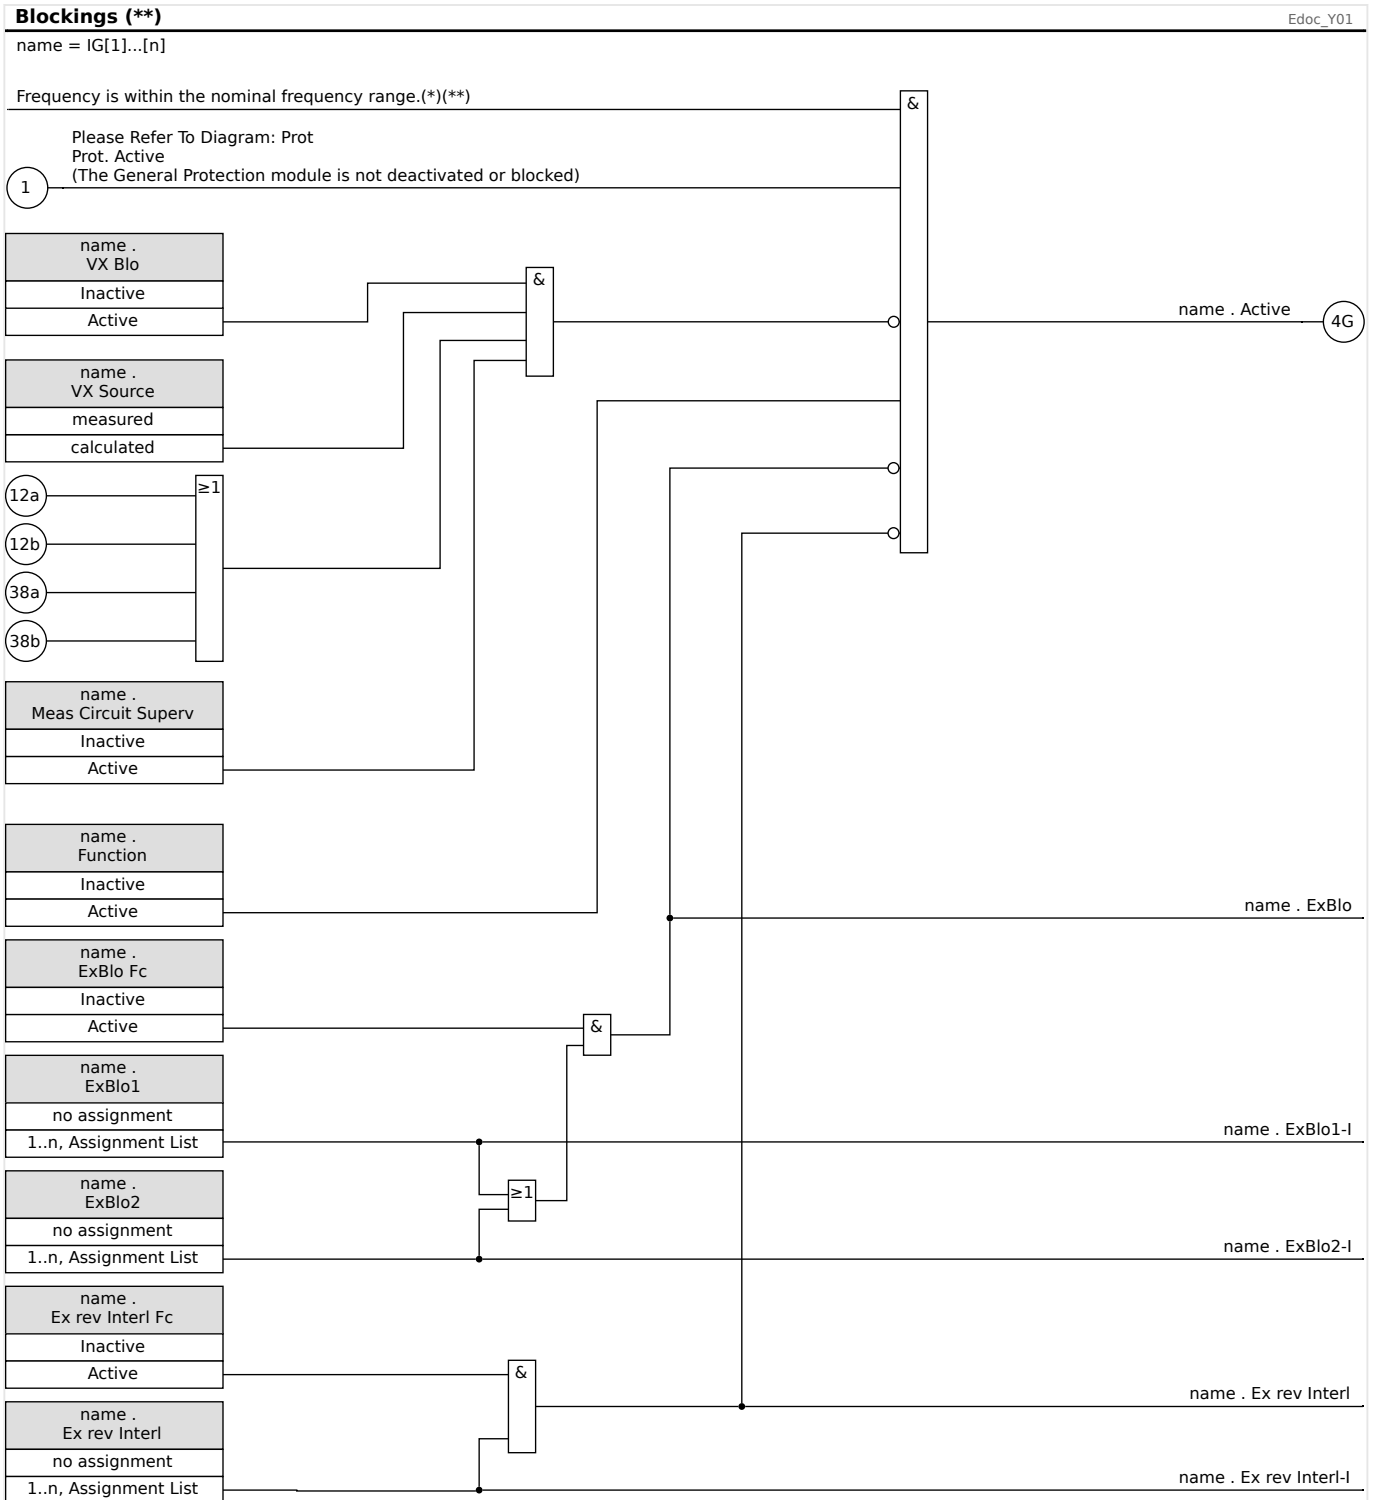 Blockings (**)
Edoc_Y01
name = IG[1]...[n]
Frequency is within the nominal frequency range.(*)(**)
&
Please Refer To Diagram: Prot
Prot. Active
(The General Protection module is not deactivated or blocked)
1
name .
VX Blo
Inactive
Active
&
name . Active
4G
name .
VX Source
measured
calculated
12a
≥1
12b
38a
38b
name .
Meas Circuit Superv
Inactive
Active
name .
Function
Inactive
Active
name . ExBlo
name .
ExBlo Fc
Inactive
Active
&
name .
ExBlo1
no assignment
1..n, Assignment List
name . ExBlo1-I
name .
ExBlo2
≥1
no assignment
1..n, Assignment List
name . ExBlo2-I
name .
Ex rev Interl Fc
Inactive
Active
&
name . Ex rev Interl
name .
Ex rev Interl
no assignment
1..n, Assignment List
name . Ex rev Interl-I